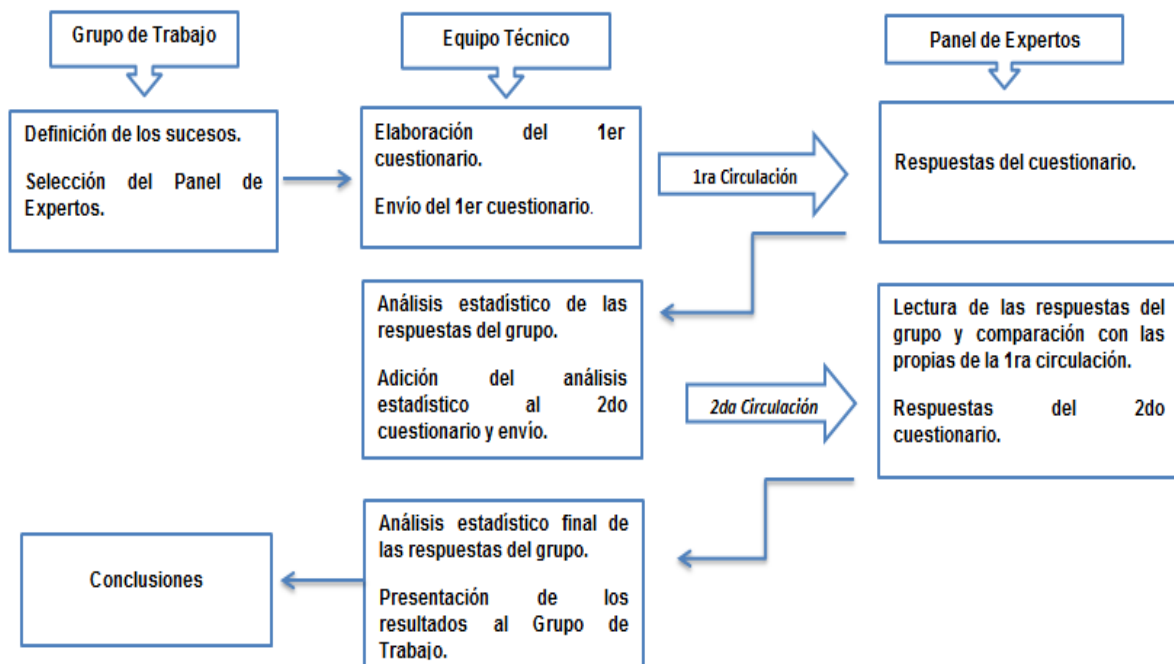 Grupo de Trabajo
Equipo Técnico
Panel de Expertos
Definición de los sucesos.
Selección del Panel de
Expertos.
Elaboración del 1er
cuestionario.
Envío del 1er cuestionario.
1ra Circulación
Respuestas del cuestionario.
Análisis estadístico de las
respuestas del grupo.
Adición del análisis
estadístico al 2do
cuestionario y envío.
2da Circulación
Lectura de las respuestas del
grupo y comparación con las
propias de la 1ra circulación.
Respuestas del 2do
cuestionario.
Análisis estadístico final de
las respuestas del grupo.
Presentación de los
resultados al Grupo de
Trabajo.
Conclusiones